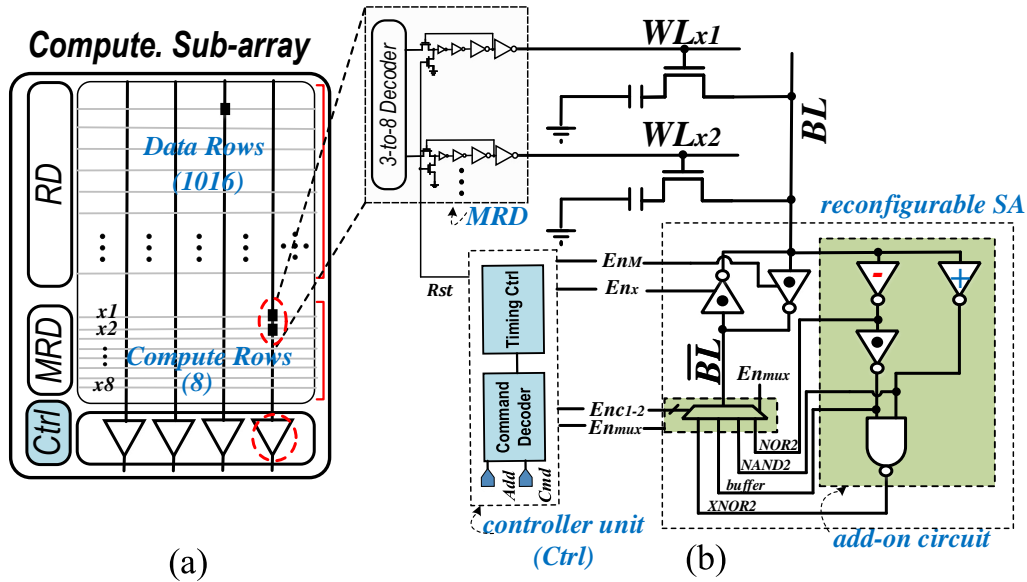 Compute. Sub-array
RD
Data Rows
(1016)
MRD
x1
x2
x8
Compute Rows
(8)
Ctrl
(a)
3-to-8 Decoder
MRD
Rst
WLx1
WLx2
BL
reconfigurable SA
Timing Ctrl
Command
Decoder
Add
Cmd
controller unit
(Ctrl)
EnM
Enx
BL
Enmux
Enc1-2
Enmux
NOR2
NAND2
buffer
XNOR2
add-on circuit
-
+
(b)